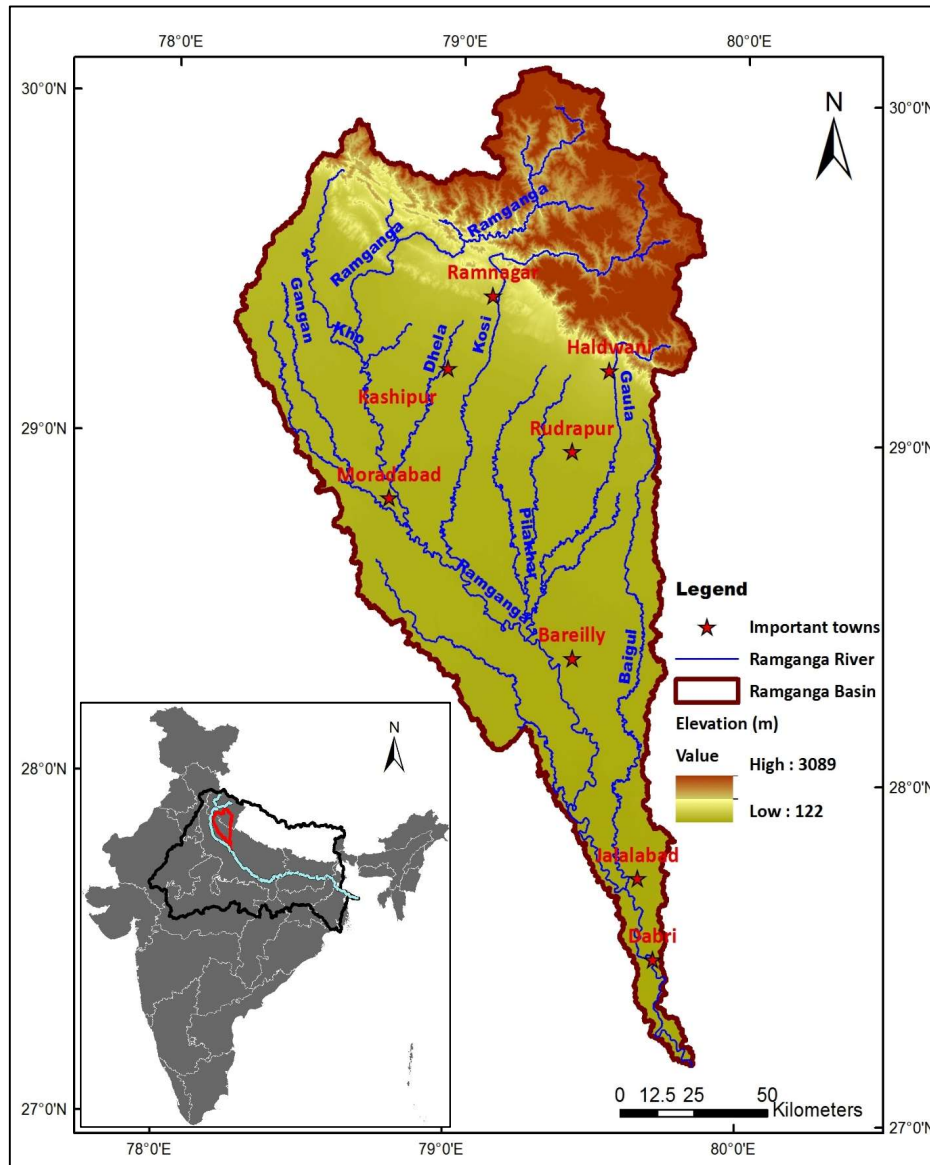 78°0'E
79°0'E
80°0'E
30°0'N
30°0'N
N
Ramganga
Ramganga
Ramnagar
Gangan
Khp
Dhela
Kosi
Haldwani
Gaula
Kashipur
29°0'N
29°0'N
Rudrapur
Moradabad
Pilakhar
Ramganga
Bareilly
Baigul
Legend
Important towns
Ramganga River
Ramganga Basin
Elevation (m)
Value
High : 3089
Low : 122
N
28°0'N
28°0'N
Jalalabad
Dabri
0 12.5 25 50
Kilometers
27°0'N
27°0'N
78°0'E
79°0'E
80°0'E